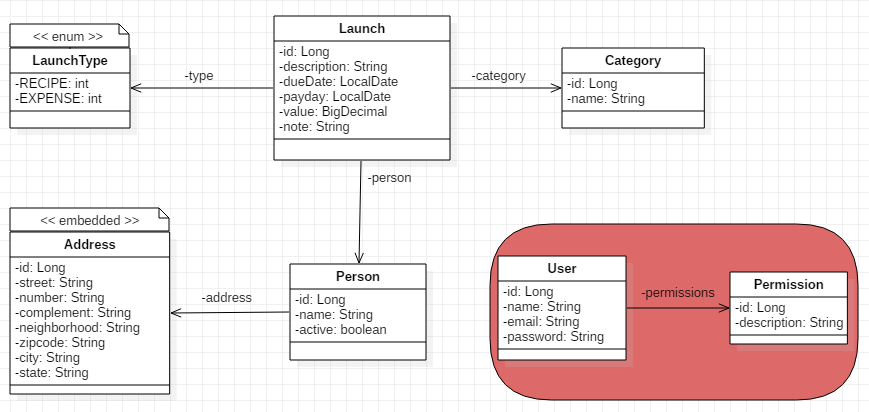 << enum >>
LaunchType
-RECIPE: int
-EXPENSE: int
-type
Launch
-id: Long
-description: String
-dueDate: LocalDate
-payday: LocalDate
-value: BigDecimal
-note: String
-category
Category
-id: Long
-name: String
-person
<< embedded >>
Address
-id: Long
-street: String
-number: String
-complement: String
-neighborhood: String
-zipcode: String
-city: String
-state: String
-address
Person
-id: Long
-name: String
-active: boolean
User
-id: Long
-name: String
-email: String
-password: String
-permissions
Permission
-id: Long
-description: String